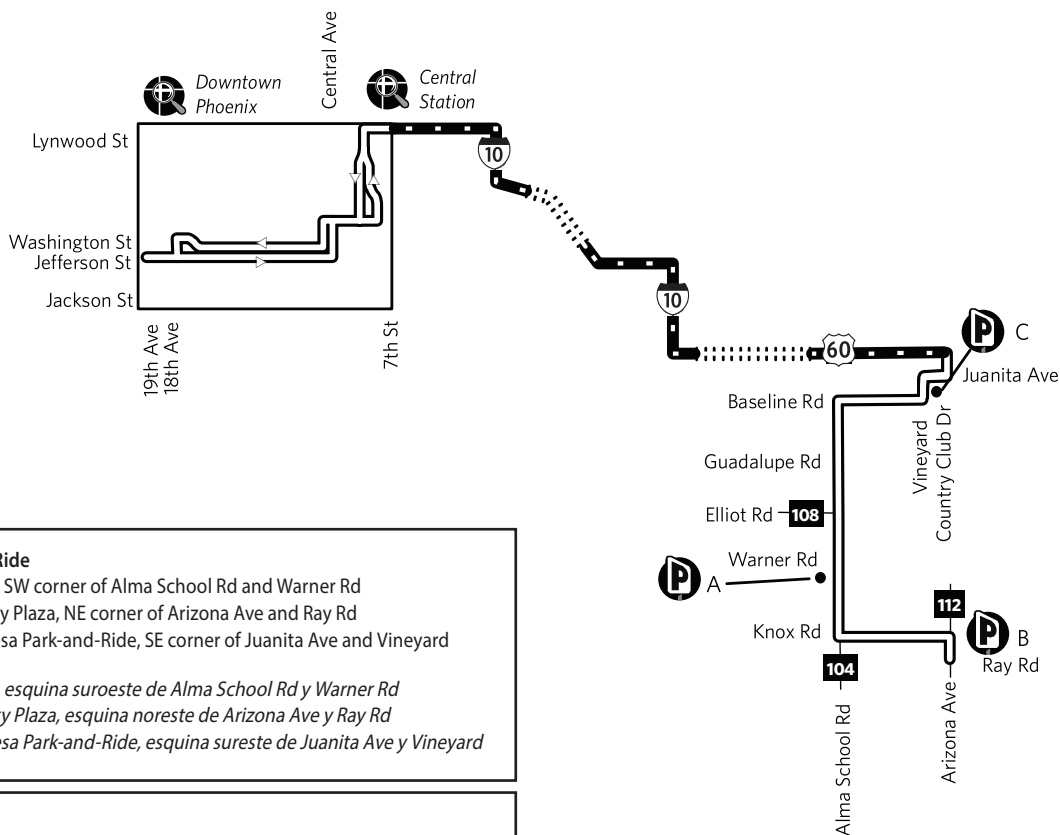 Central Ave
Downtown
Phoenix
Central
Station
Lynwood St
10
Washington St
Jefferson St
Jackson St
19th Ave
18th Ave
7th St
10
60
P
C
Juanita Ave
Baseline Rd
Vineyard
Country Club Dr
Guadalupe Rd
Elliot Rd
108
Warner Rd
P
A
112
P
B
Knox Rd
Ray Rd
104
Alma School Rd
Arizona Ave
SW corner of Alma School Rd and Warner Rd
Plaza, NE corner of Arizona Ave and Ray Rd
Park-and-Ride, SE corner of Juanita Ave and Vineyard
esquina suroeste de Alma School Rd y Warner Rd
Plaza, esquina noreste de Arizona Ave y Ray Rd
Park-and-Ride, esquina sureste de Juanita Ave y Vineyard